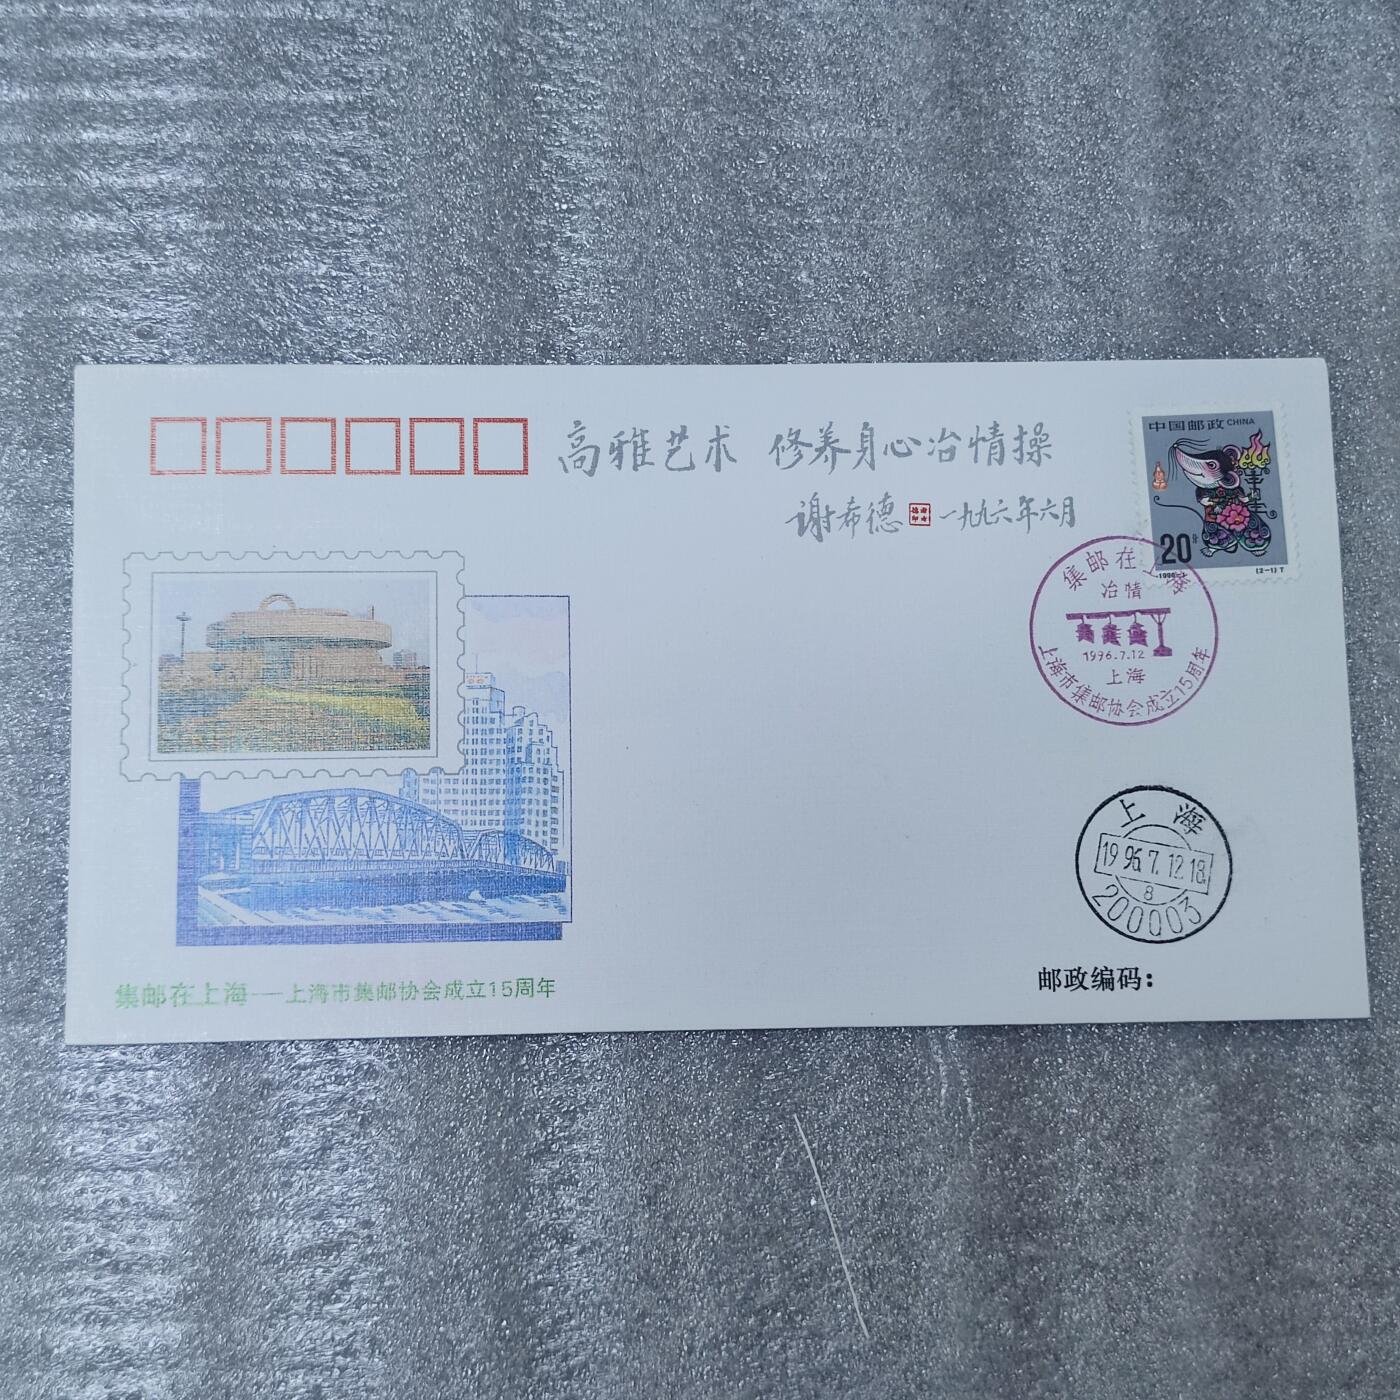 高雅艺术 修养身心冶情操
谢希德 一九九六年六月
中国邮政 CHINA
20分
1996-1 (2-1)T
集邮在上海
冶情
1996.7.12
上海
上海市集邮协会成立15周年
上海
1996.7.12.18
8
200003
集邮在上海——上海市集邮协会成立15周年
邮政编码：